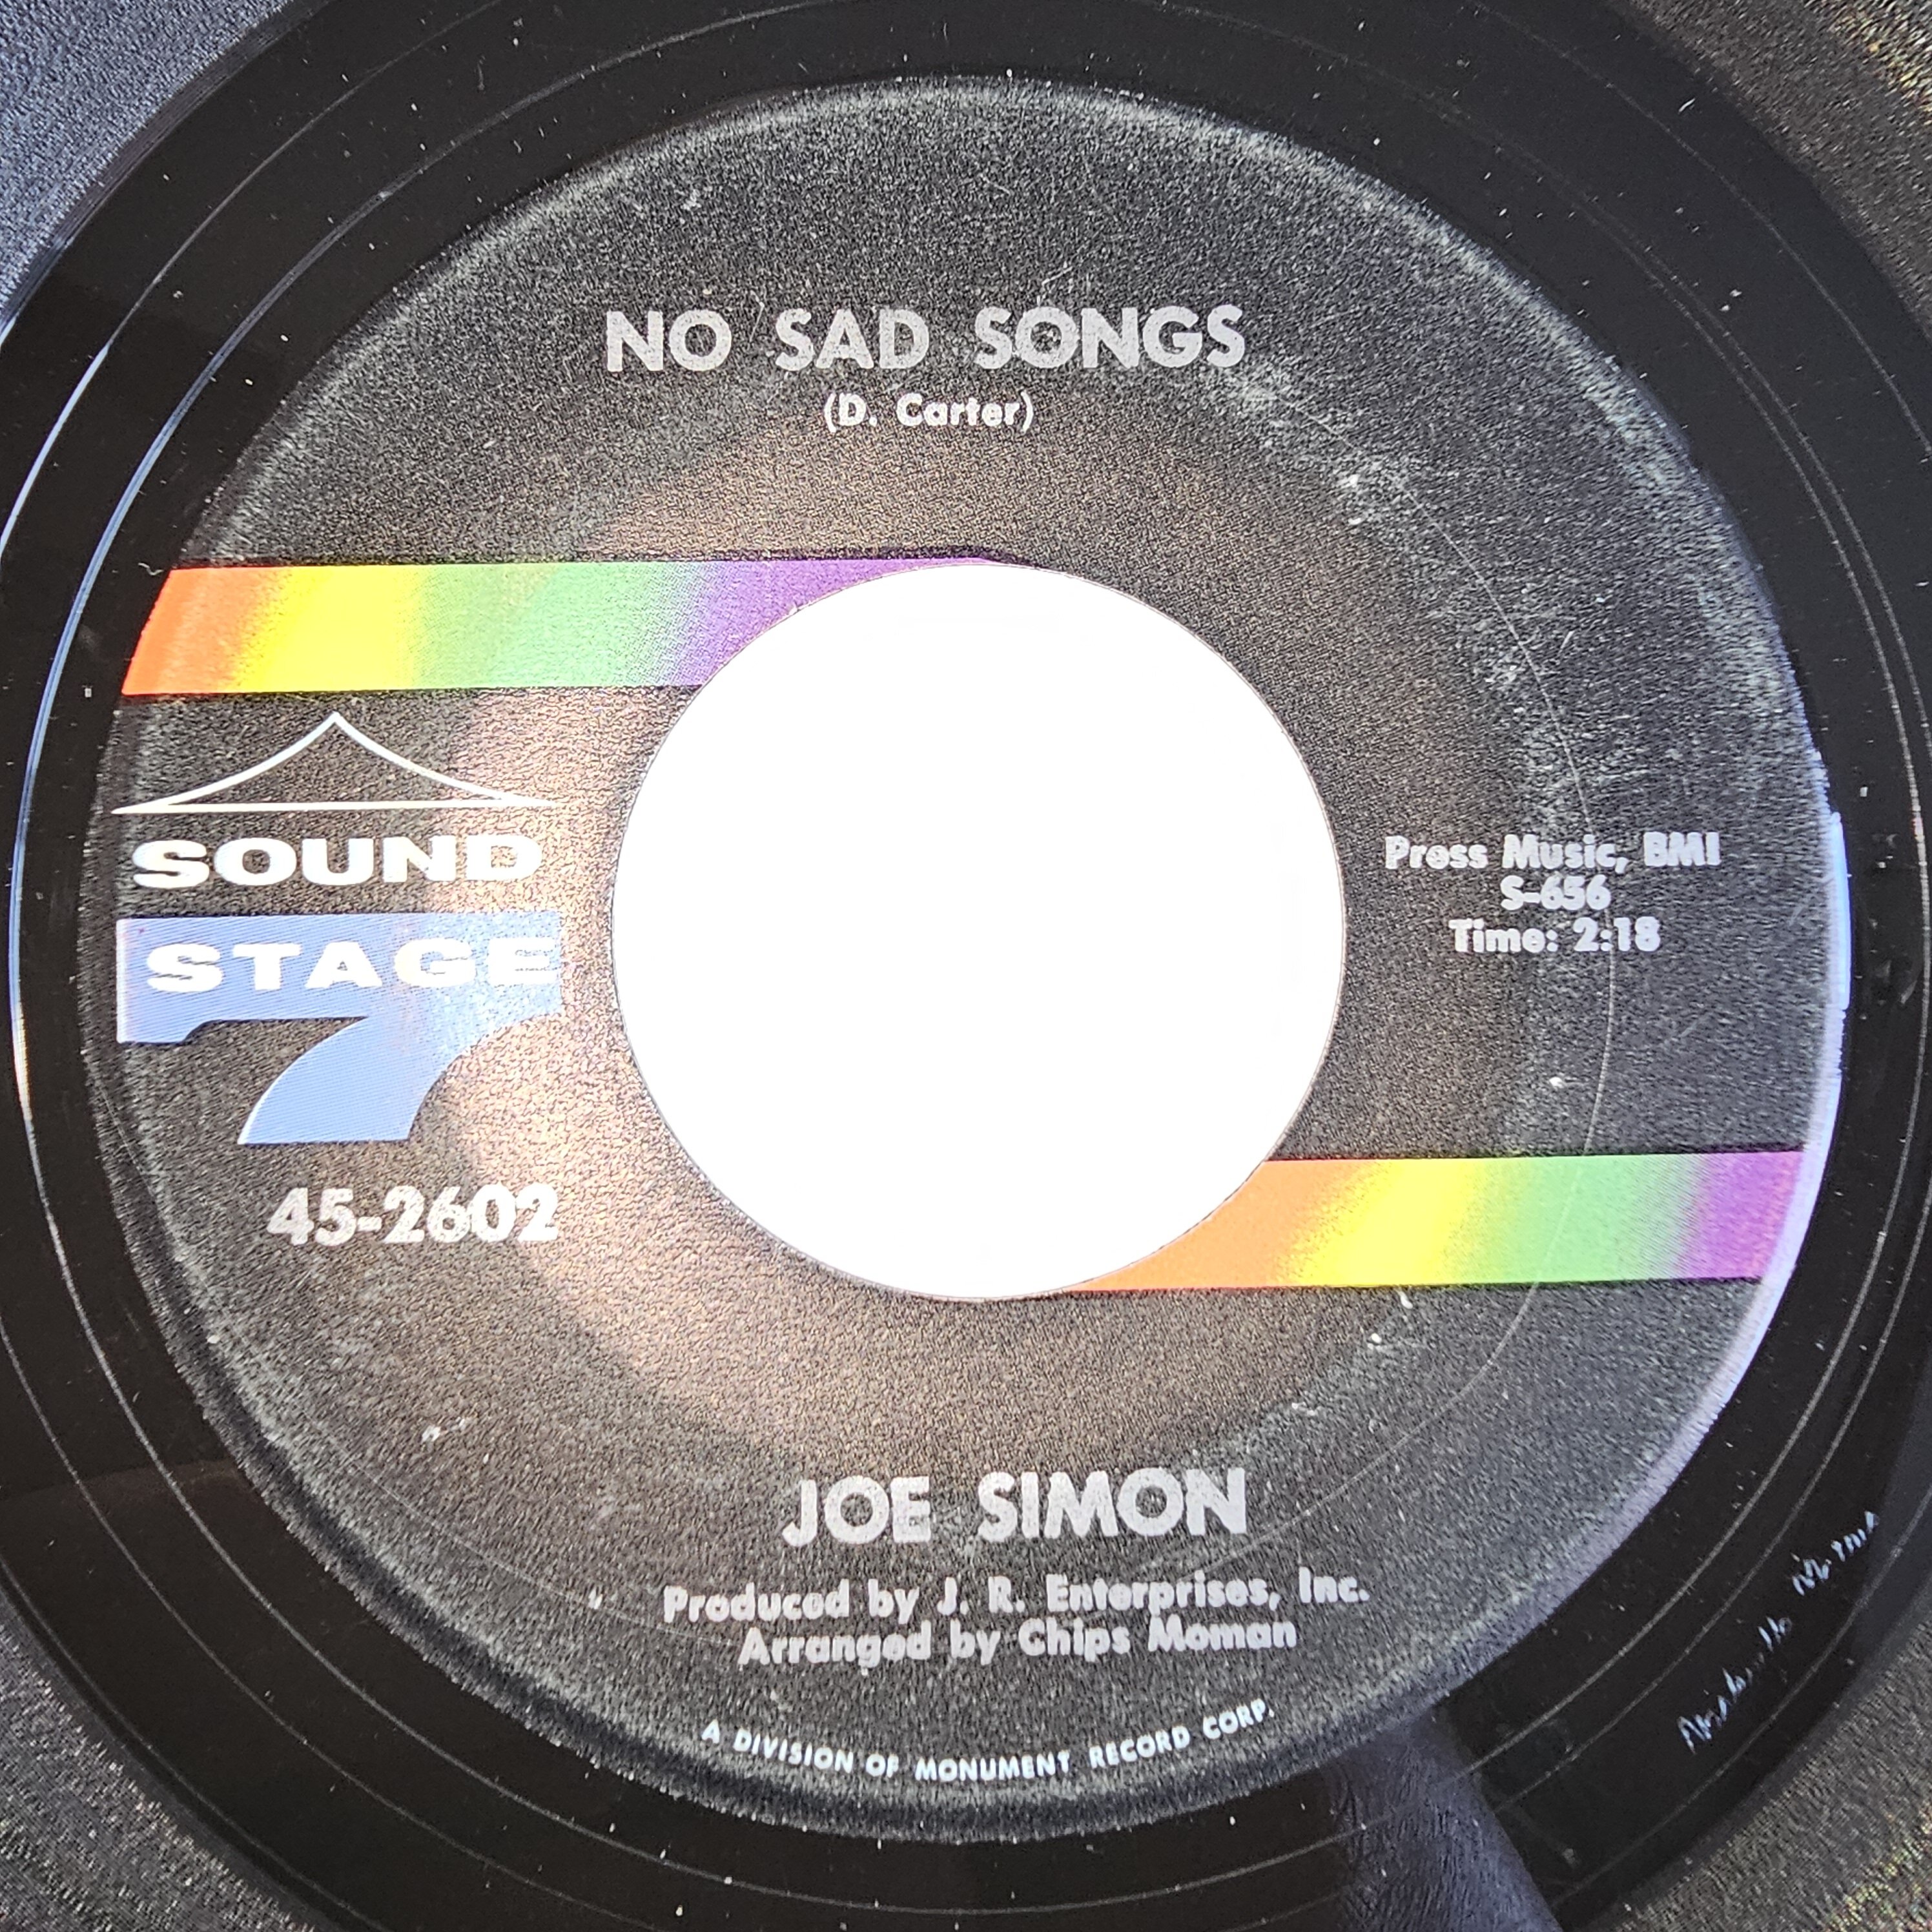 NO SAD SONGS
(D. Carter)
SOUND
STAGE
7
45-2602
Press Music, BMI
S-656
Time: 2:18
JOE SIMON
Produced by J. R. Enterprises, Inc.
Arranged by Chips Moman
A DIVISION OF MONUMENT RECORD CORP.